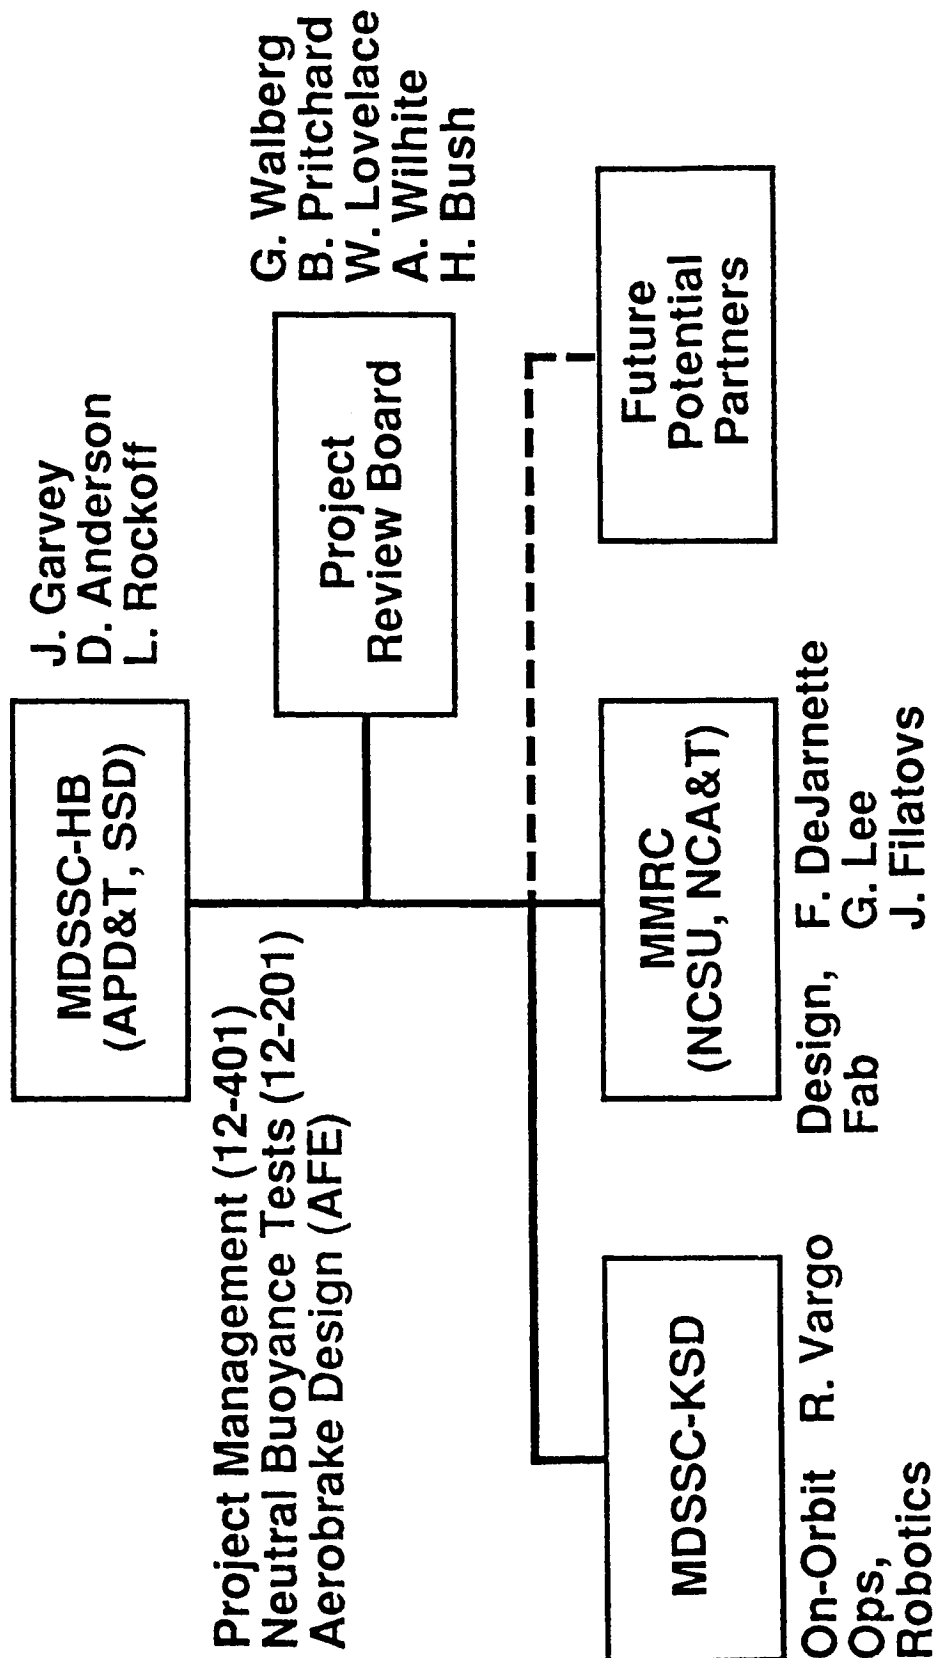 MDSSC-HB
(APD&T, SSD)
J. Garvey
D. Anderson
L. Rockoff
Project Management (12-401)
Neutral Buoyance Tests (12-201)
Aerobrake Design (AFE)
Project
Review Board
G. Walberg
B. Pritchard
W. Lovelace
A. Wilhite
H. Bush
MDSSC-KSD
On-Orbit
Ops,
Robotics
R. Vargo
MMRC
(NCSU, NCA&T)
Design,
Fab
F. DeJarnette
G. Lee
J. Filatovs
Future
Potential
Partners